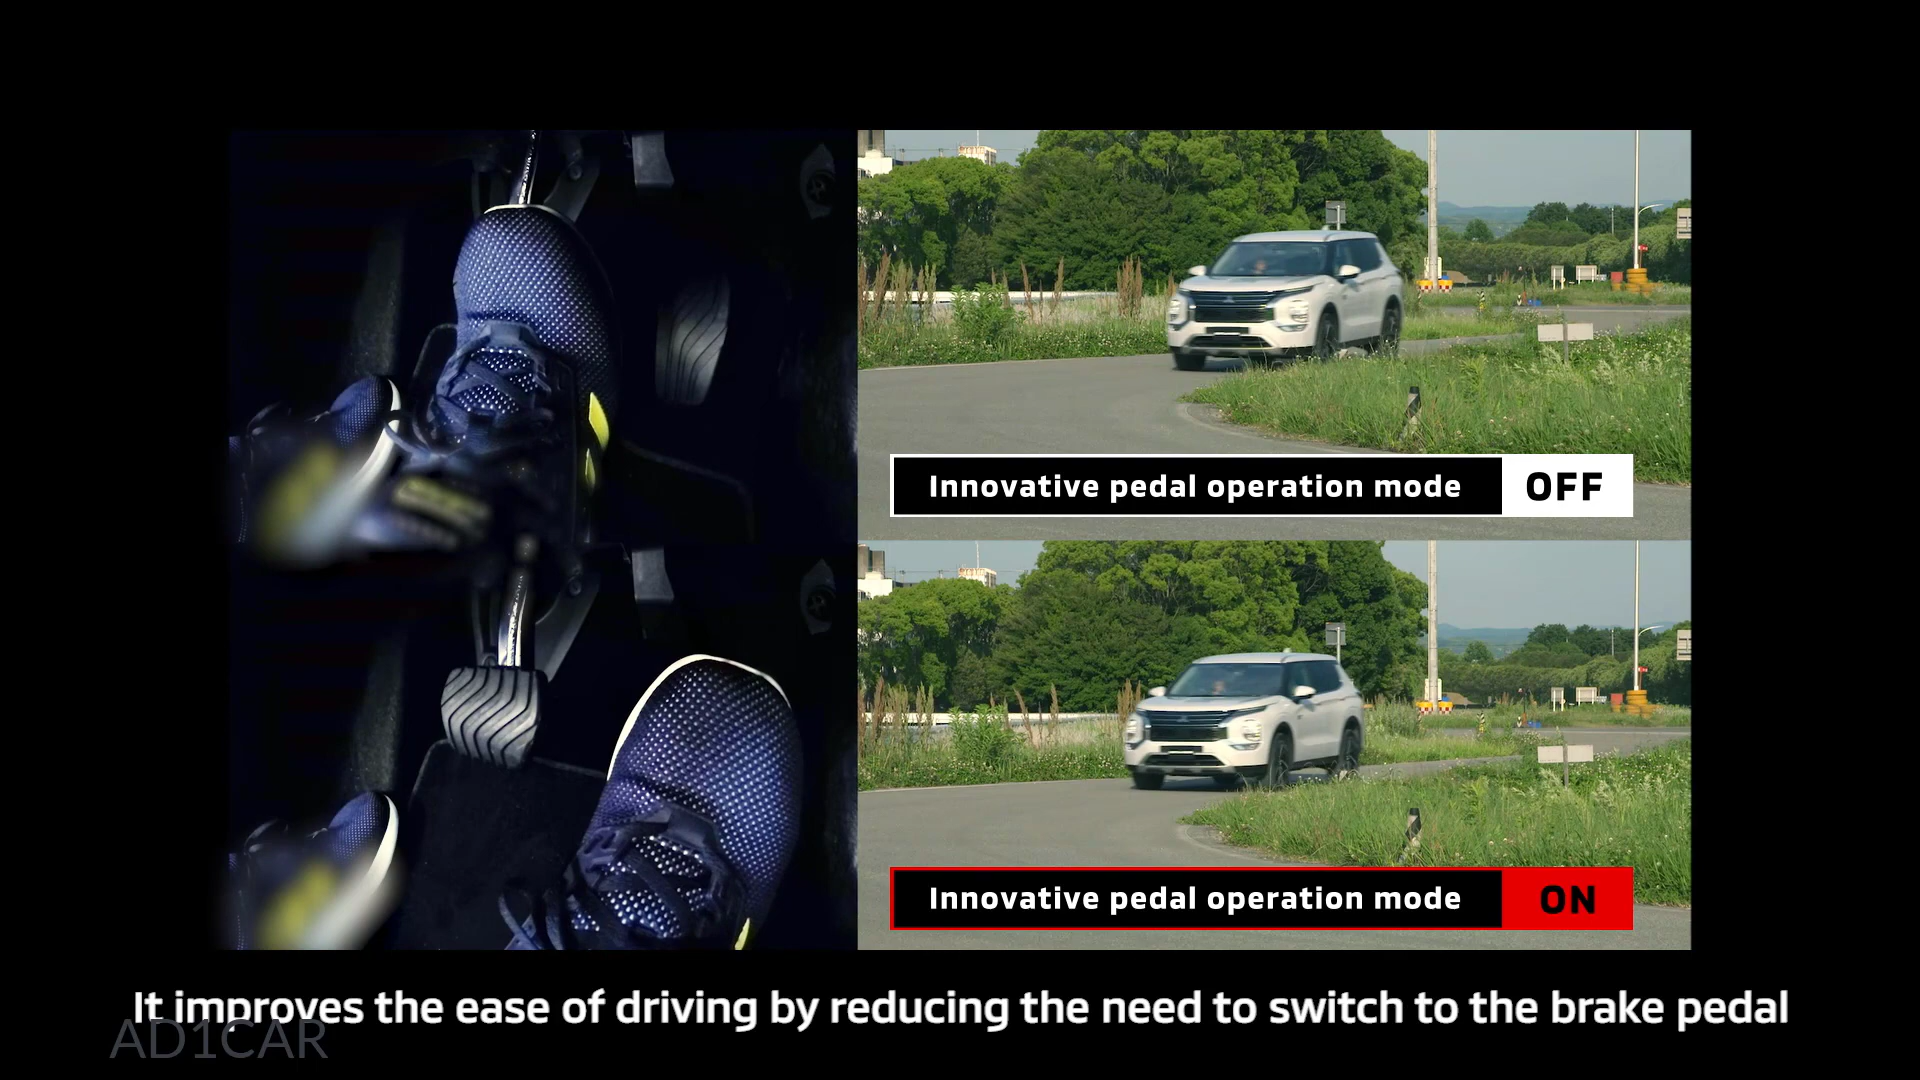 Innovative pedal operation mode OFF
Innovative pedal operation mode ON
It improves the ease of driving by reducing the need to switch to the brake pedal
AD1CAR